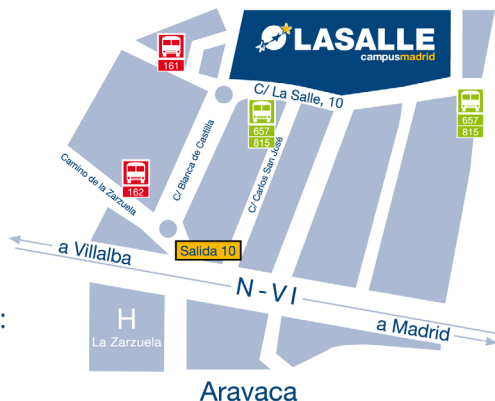 LASALLE
campusmadrid
161
C/ La Salle, 10
657
815
657
815
C/ Blanca de Castilla
C/ Carlos San José
Camino de la Zarzuela
162
Salida 10
a Villalba
N-VI
a Madrid
:
H
La Zarzuela
Aravaca